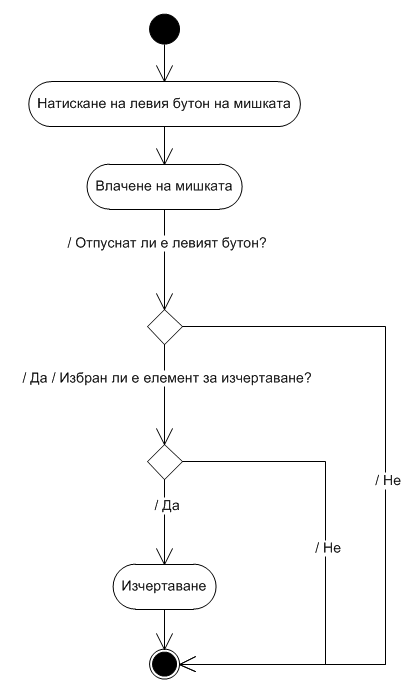 Натискане на левия бутон на мишката
Влачене на мишката
/ Отпуснат ли е левият бутон?
/ Да / Избран ли е елемент за изчертаване?
/ Не
/ Да
/ Не
Изчертаване